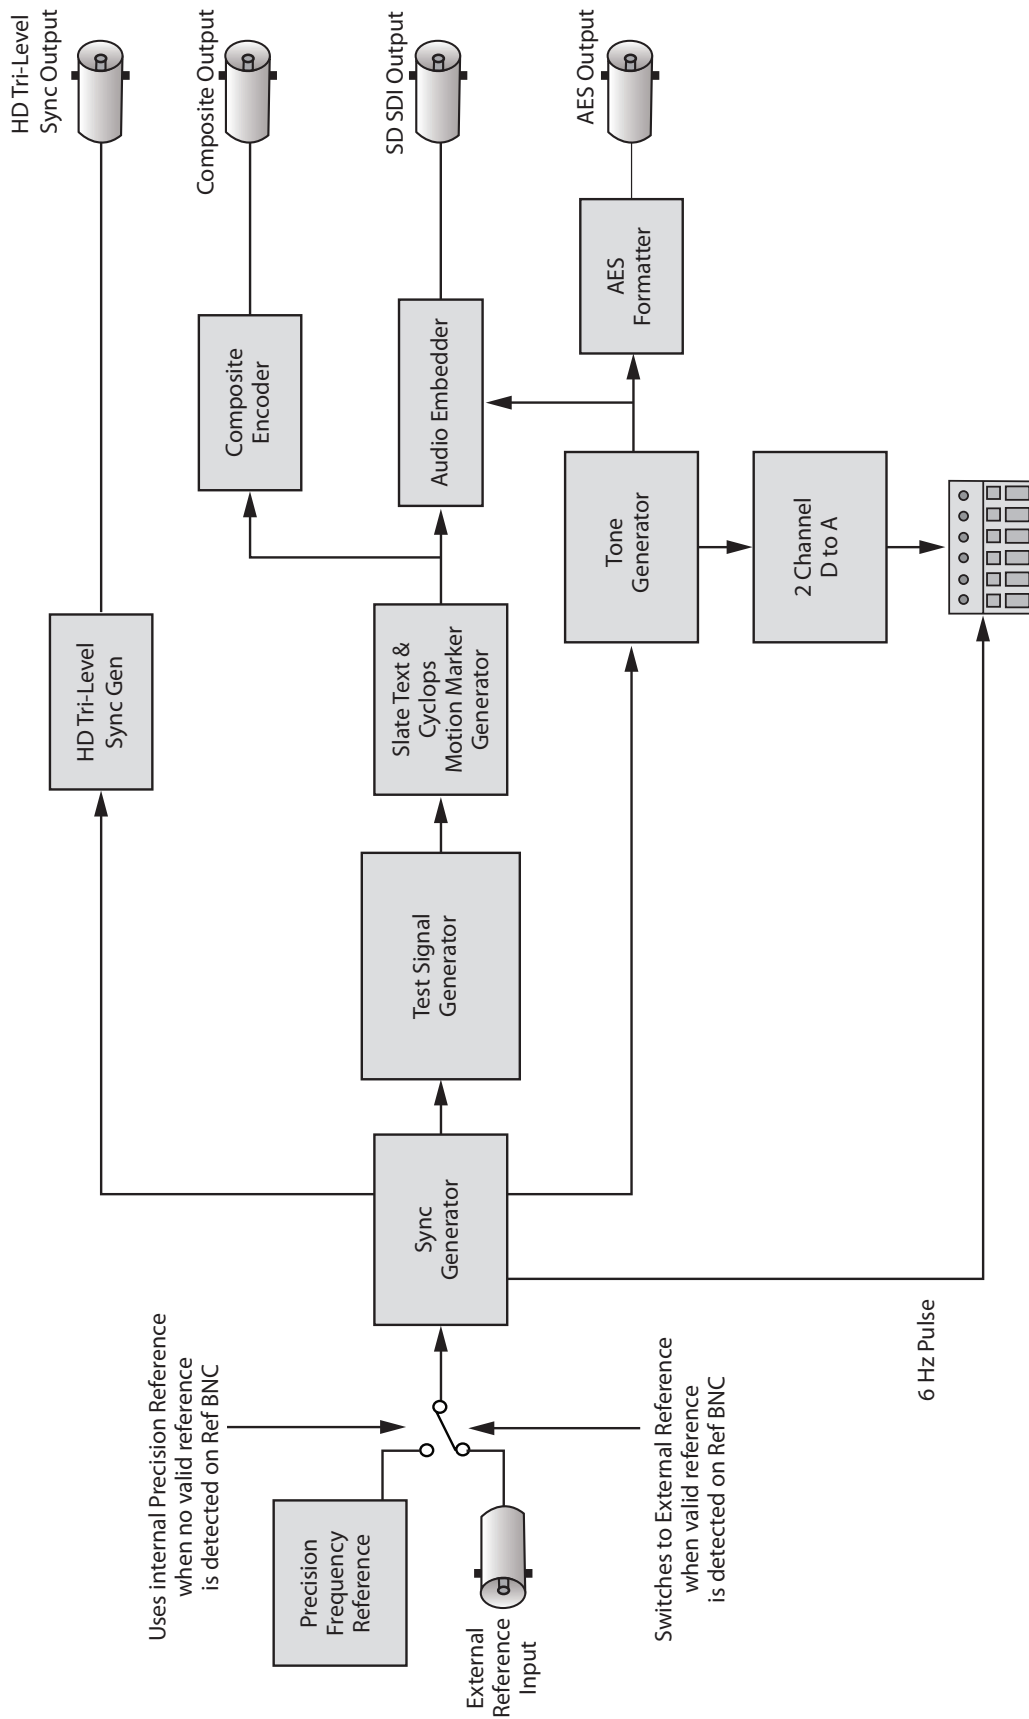 HD Tri-Level
Sync Output
Composite Output
SD SDI Output
AES Output
HD Tri-Level
Sync Gen
Composite
Encoder
Audio Embedder
AES
Formatter
Slate Text &
Cyclops
Motion Marker
Generator
Tone
Generator
2 Channel
D to A
Test Signal
Generator
Sync
Generator
6 Hz Pulse
Uses internal Precision Reference
when no valid reference
is detected on Ref BNC
Switches to External Reference
when valid reference
is detected on Ref BNC
Precision
Frequency
Reference
External
Reference
Input